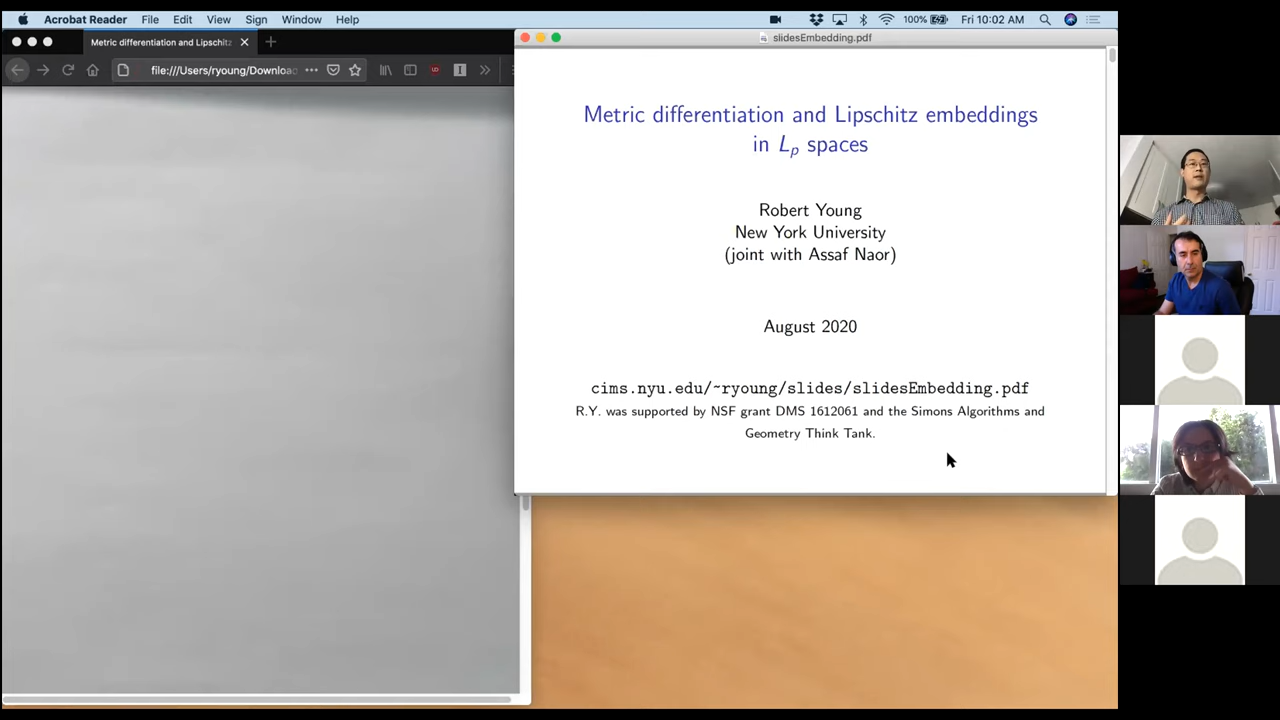 Acrobat Reader File Edit View Sign Window Help 100% Fri 10:02 AM
Metric differentiation and Lipschitz
file:///Users/ryoung/Downloa
slidesEmbedding.pdf
Metric differentiation and Lipschitz embeddings
in Lp spaces
Robert Young
New York University
(joint with Assaf Naor)
August 2020
cims.nyu.edu/~ryoung/slides/slidesEmbedding.pdf
R.Y. was supported by NSF grant DMS 1612061 and the Simons Algorithms and
Geometry Think Tank.